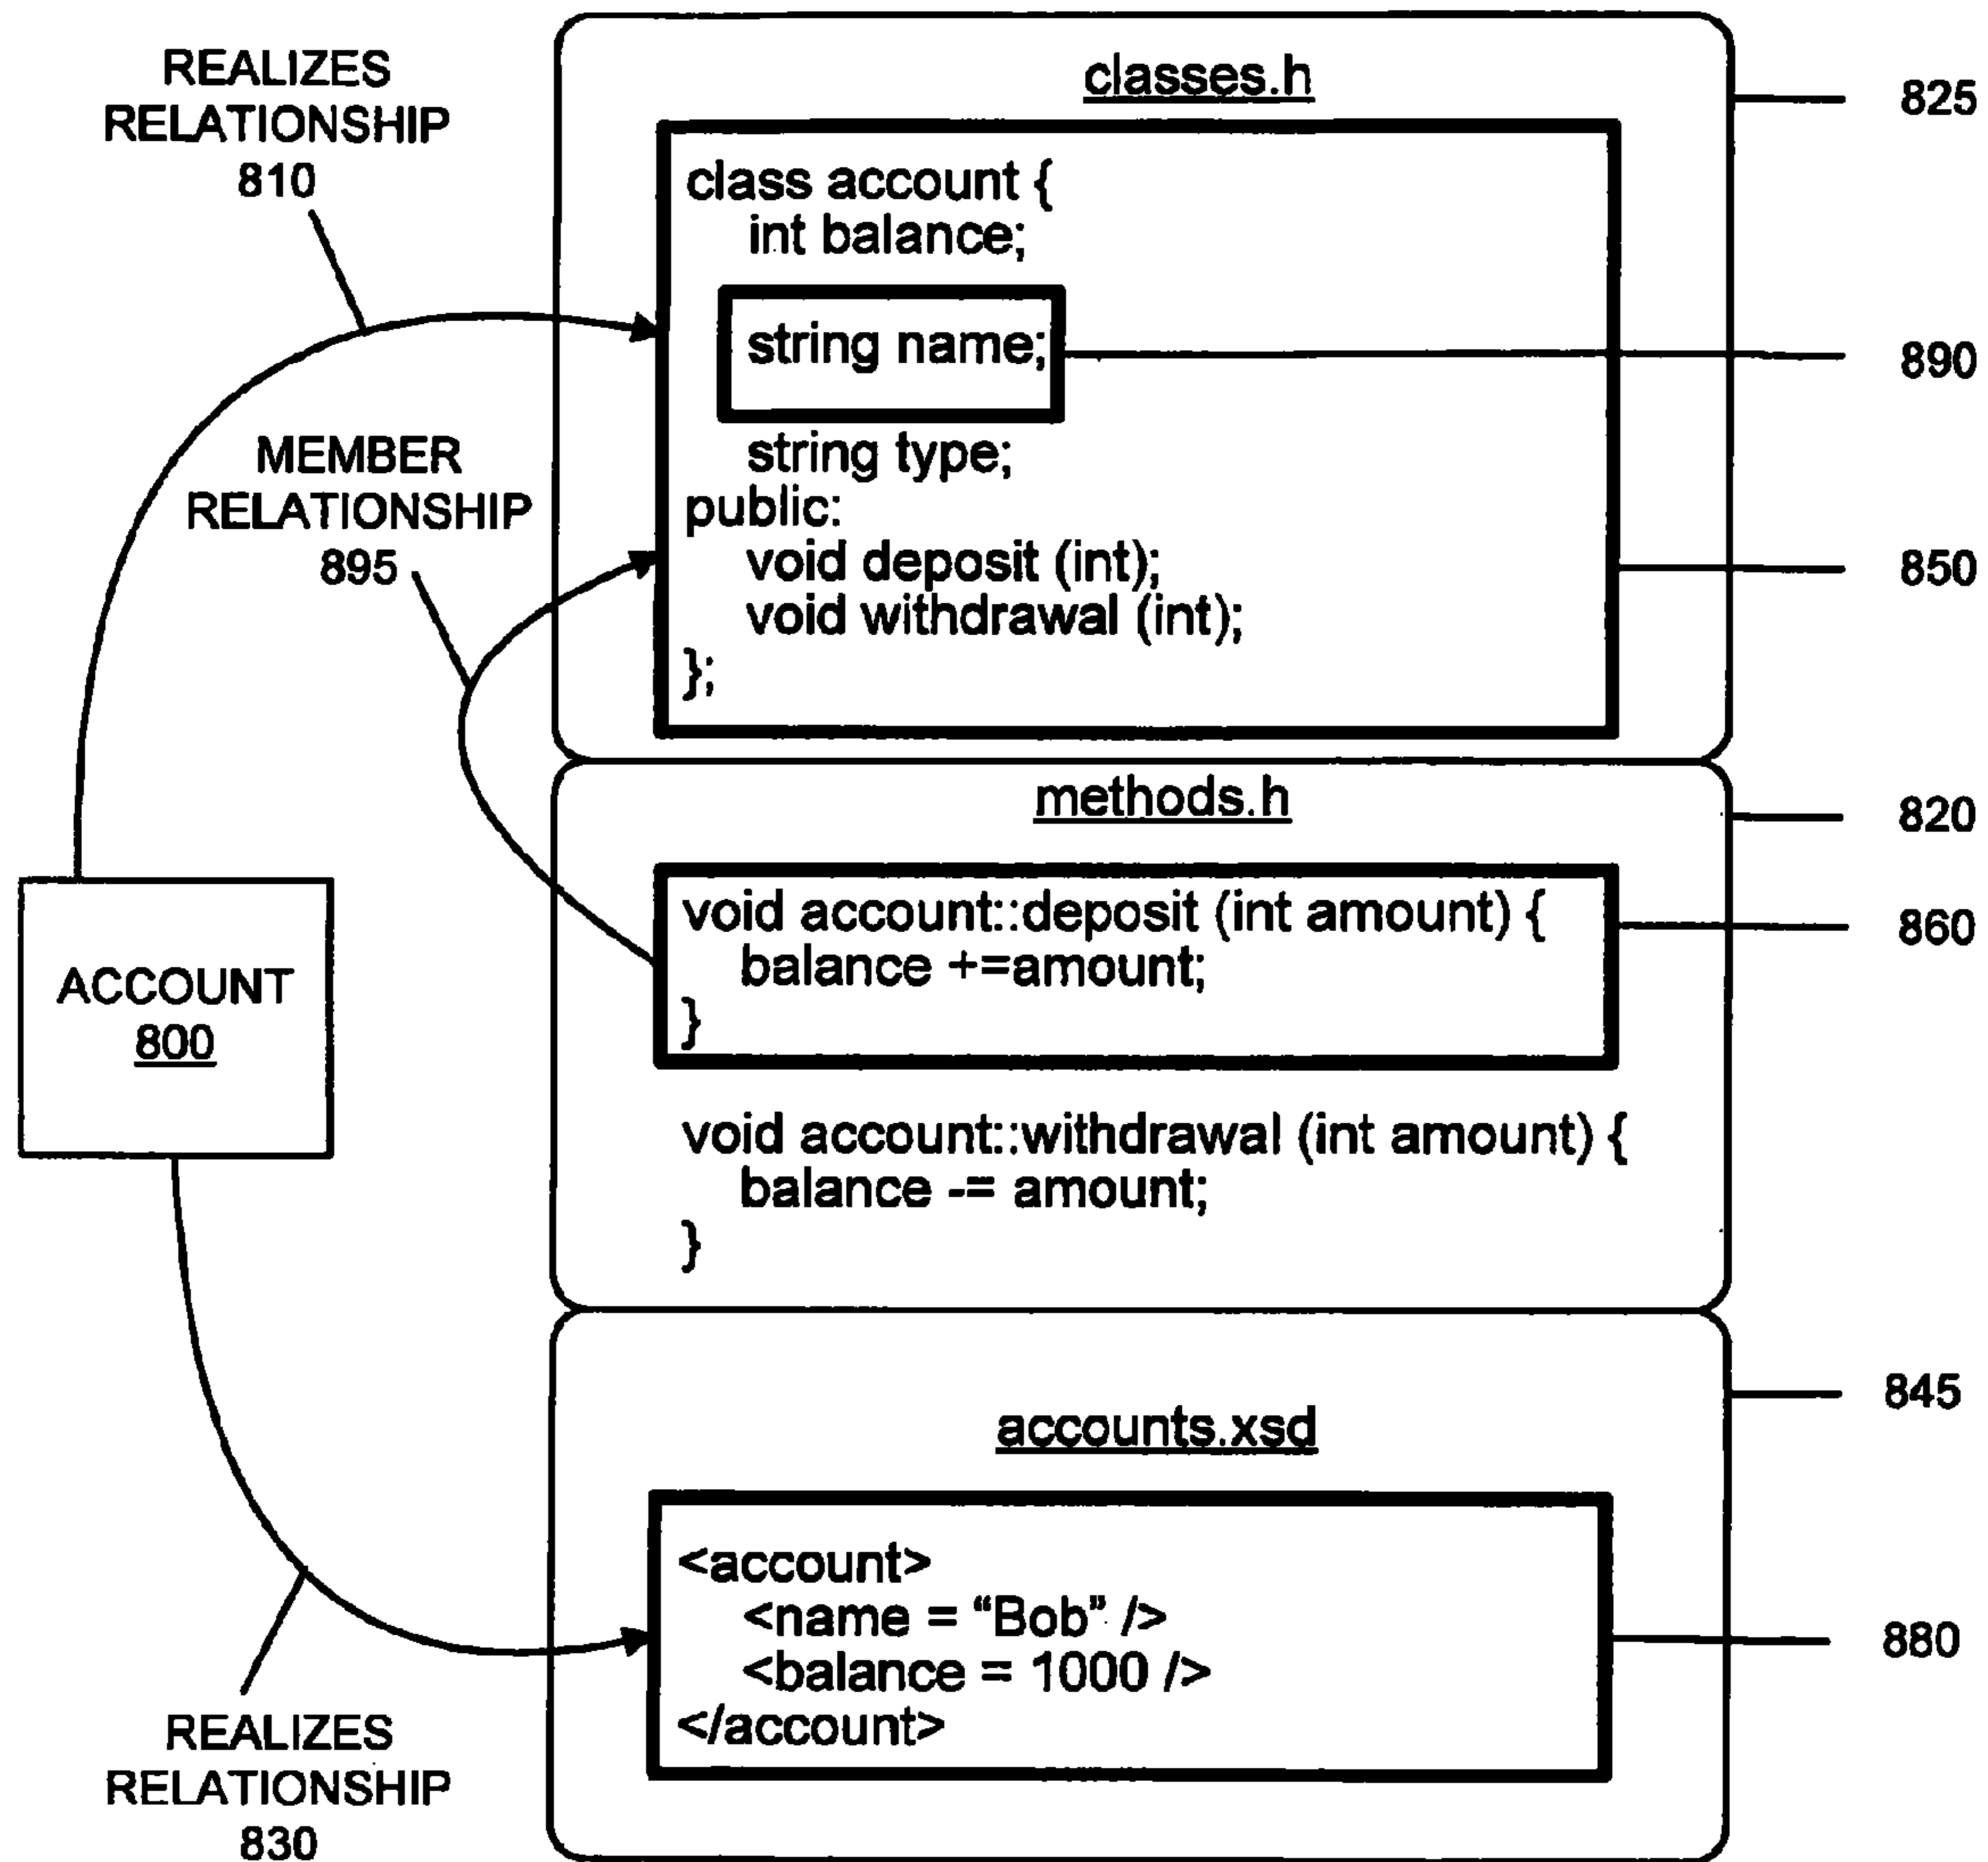 REALIZES
RELATIONSHIP
810
classes.h
825
class account {
int balance;
string name;
890
string type;
public:
void deposit (int);
void withdrawal (int);
};
850
MEMBER
RELATIONSHIP
895
methods.h
820
void account::deposit (int amount) {
balance +=amount;
}
860
ACCOUNT
800
void account::withdrawal (int amount) {
balance -= amount;
}
845
accounts.xsd
<account>
<name = “Bob” />
<balance = 1000 />
</account>
880
REALIZES
RELATIONSHIP
830